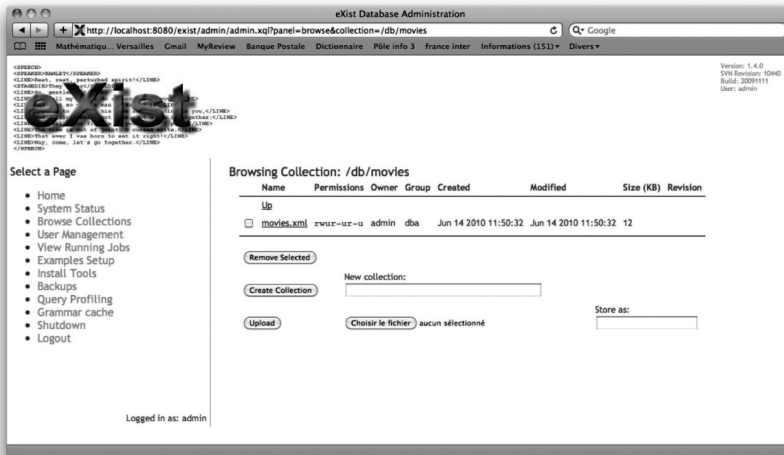 eXist Database Administration
http://localhost:8080/exist/admin/admin.xql?panel=browse&collection=/db/movies
Google
Mathématiqu... Versailles Gmail MyReview Banque Postale Dictionnaire Pôle info 3 france inter Informations (151) Divers
<SPEECH>
<SPEAKER>HAMLET</SPEAKER>
<LINE>Rest, rest, perturbed spirit!</LINE>
<STAGEDIR>They
eXist
<LINE>That ever I was born to set it right!</LINE>
<LINE>Nay, come, let's go together.</LINE>
</SPEECH>
Version: 1.4.0
SVN Revision: 10440
Build: 20091111
User: admin
Select a Page
Home
System Status
Browse Collections
User Management
View Running Jobs
Examples Setup
Install Tools
Backups
Query Profiling
Grammar cache
Shutdown
Logout
Logged in as: admin
Browsing Collection: /db/movies
Name Permissions Owner Group Created Modified Size (KB) Revision
Up
movies.xml rwur-ur-u admin dba Jun 14 2010 11:50:32 Jun 14 2010 11:50:32 12
Remove Selected
New collection:
Create Collection
Store as:
Upload Choisir le fichier aucun sélectionné